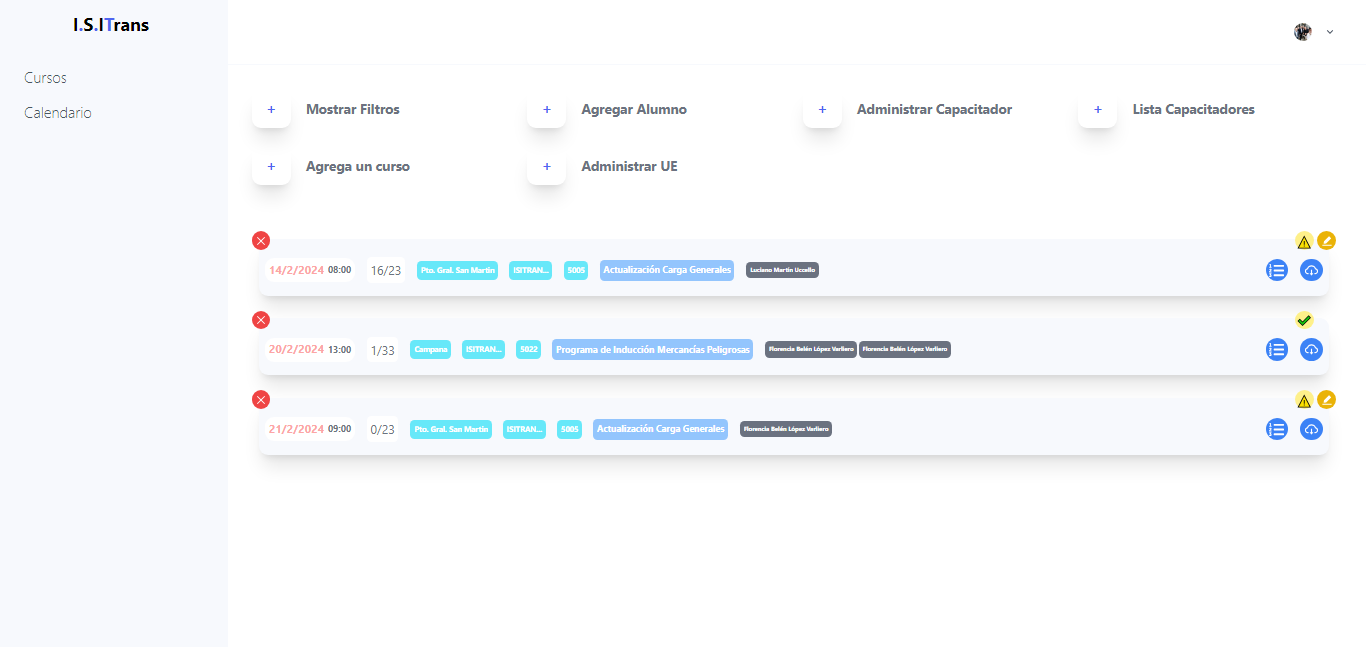 I.S.ITrans
Cursos
Calendario
+ Mostrar Filtros + Agregar Alumno + Administrar Capacitador + Lista Capacitadores
+ Agrega un curso + Administrar UE
14/2/2024 08:00 16/23 Pto. Gral. San Martín ISITRAN... 5005 Actualización Carga Generales Luciano Martín Uccello
20/2/2024 13:00 1/33 Campana ISITRAN... 5022 Programa de Inducción Mercancías Peligrosas Florencia Belén López Varliero Florencia Belén López Varliero
21/2/2024 09:00 0/23 Pto. Gral. San Martín ISITRAN... 5005 Actualización Carga Generales Florencia Belén López Varliero